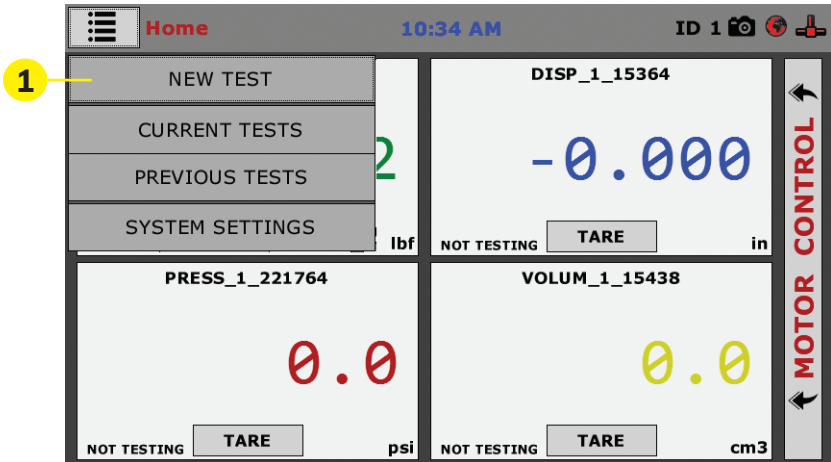 Home 10:34 AM ID 1
1
NEW TEST
CURRENT TESTS
PREVIOUS TESTS
SYSTEM SETTINGS
2
lbf
DISP_1_15364
-0.000
NOT TESTING TARE in
PRESS_1_221764
0.0
NOT TESTING TARE psi
VOLUM_1_15438
0.0
NOT TESTING TARE cm3
MOTOR CONTROL